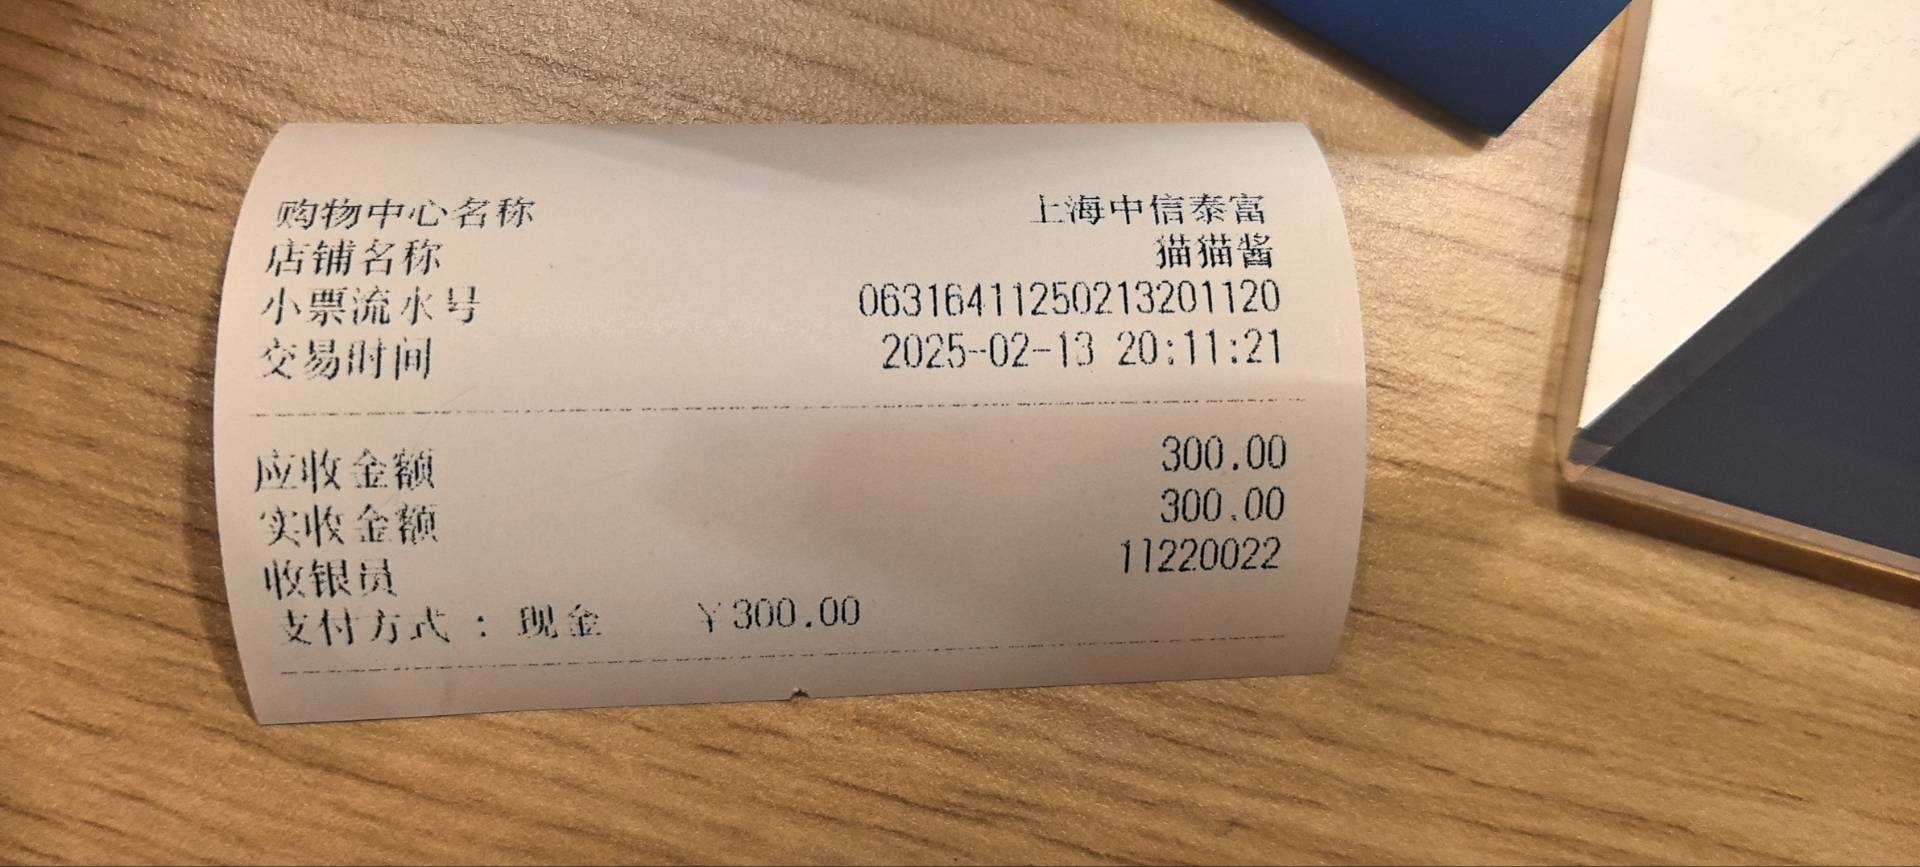 购物中心名称 上海中信泰富
店铺名称 猫猫酱
小票流水号 06316411250213201120
交易时间 2025-02-13 20:11:21
应收金额 300.00
实收金额 300.00
收银员 11220022
支付方式 : 现金 ¥300.00